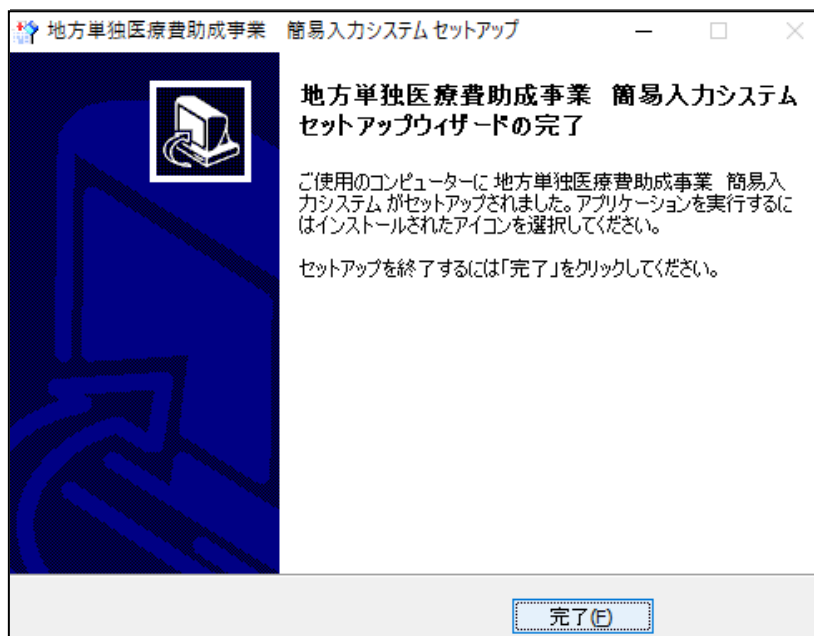 地方単独医療費助成事業　簡易入力システム セットアップ
地方単独医療費助成事業　簡易入力システム
セットアップウィザードの完了
ご使用のコンピューターに 地方単独医療費助成事業　簡易入
力システム がセットアップされました。アプリケーションを実行するに
はインストールされたアイコンを選択してください。
セットアップを終了するには「完了」をクリックしてください。
完了(F)